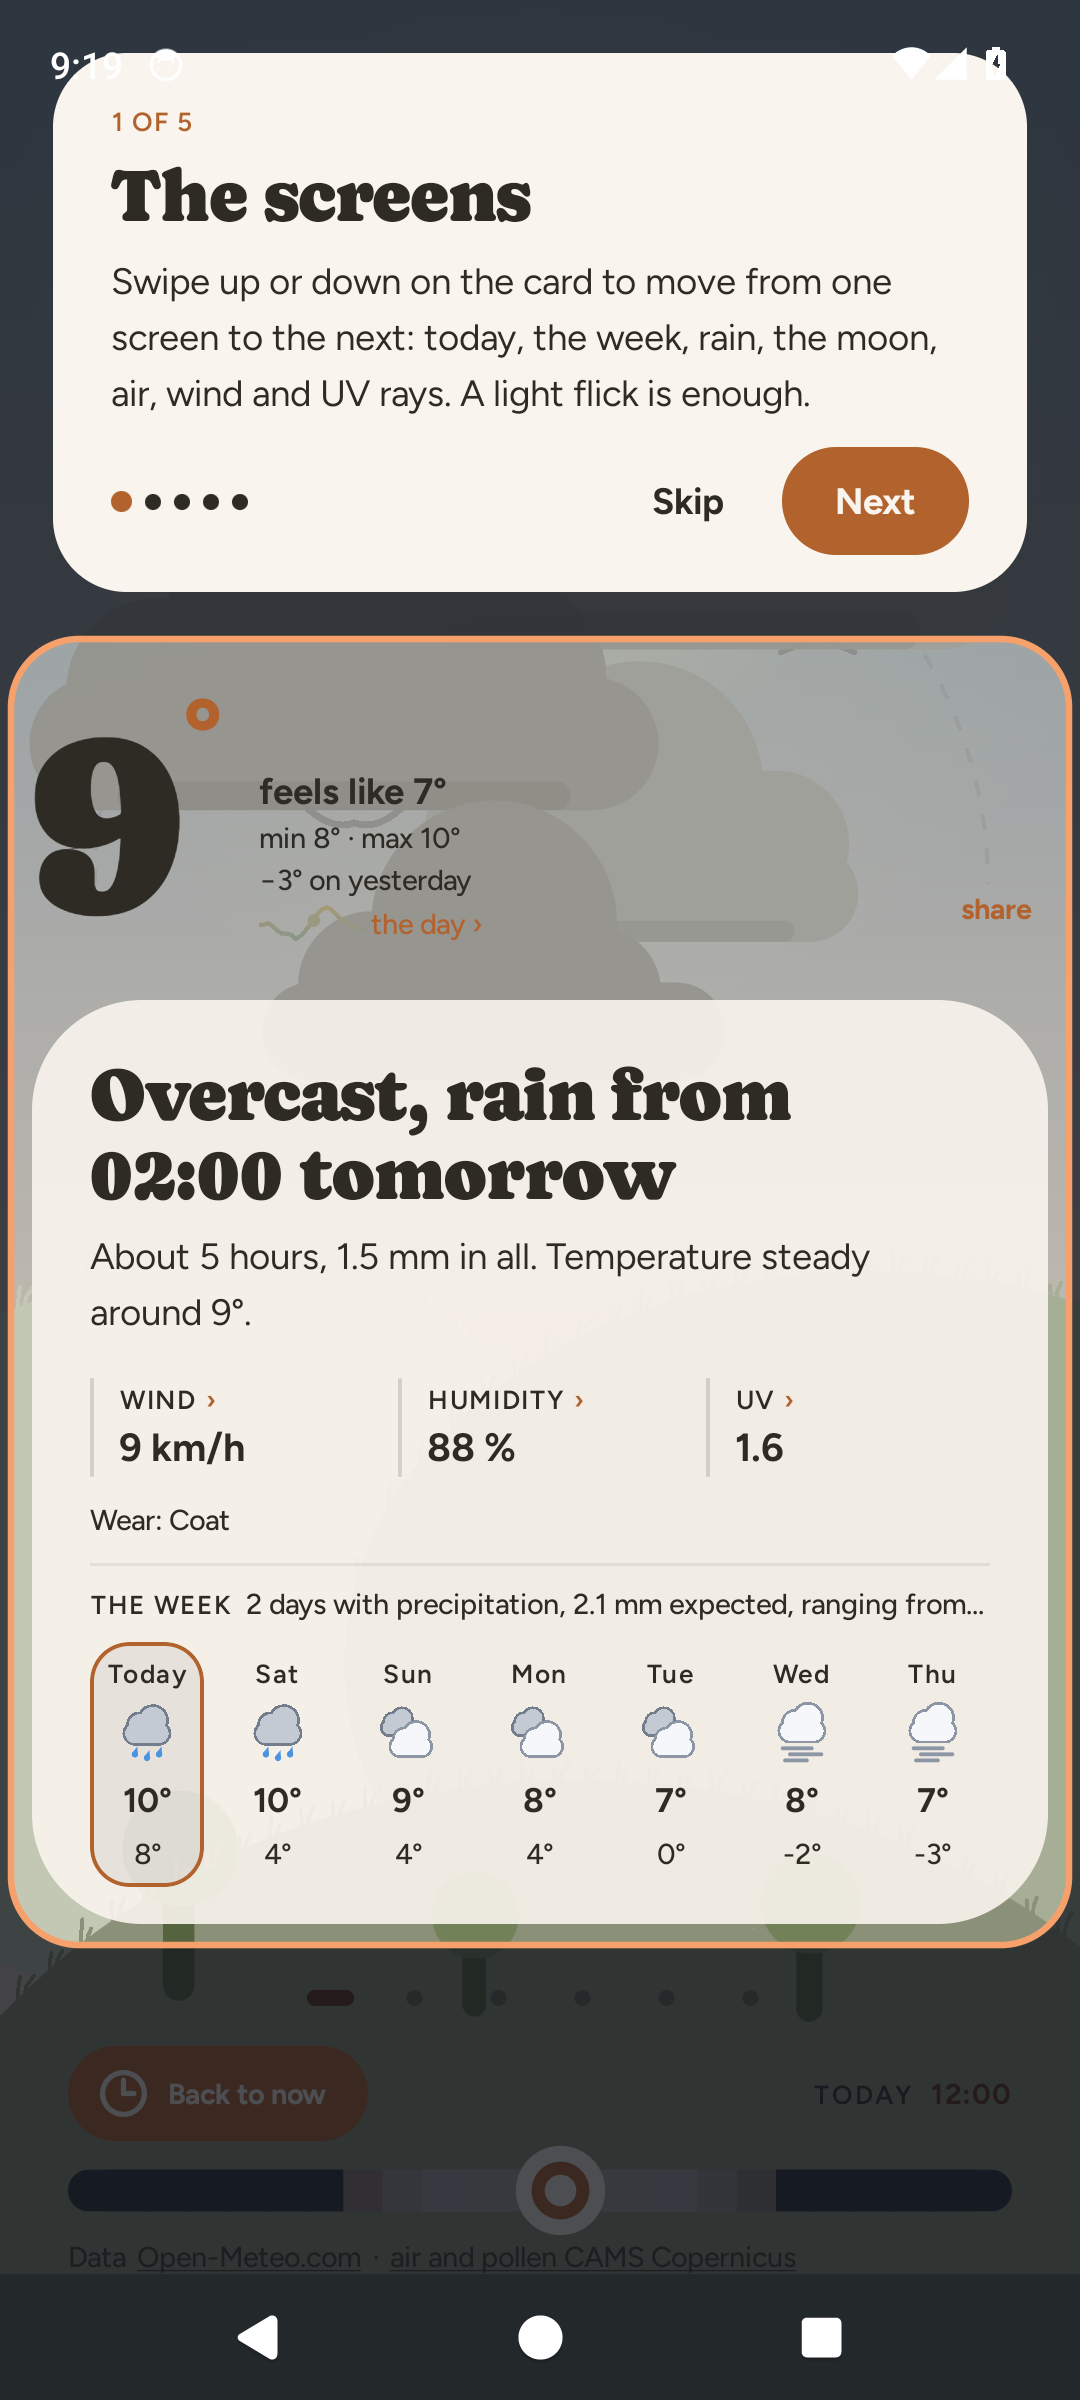 9:19
1 OF 5
The screens
Swipe up or down on the card to move from one
screen to the next: today, the week, rain, the moon,
air, wind and UV rays. A light flick is enough.
Skip
Next
9°
feels like 7°
min 8° · max 10°
−3° on yesterday
the day ›
share
Overcast, rain from
02:00 tomorrow
About 5 hours, 1.5 mm in all. Temperature steady
around 9°.
WIND › HUMIDITY › UV ›
9 km/h 88 % 1.6
Wear: Coat
THE WEEK 2 days with precipitation, 2.1 mm expected, ranging from...
Today Sat Sun Mon Tue Wed Thu
10° 10° 9° 8° 7° 8° 7°
8° 4° 4° 4° 0° -2° -3°
Back to now
TODAY 12:00
Data Open-Meteo.com · air and pollen CAMS Copernicus